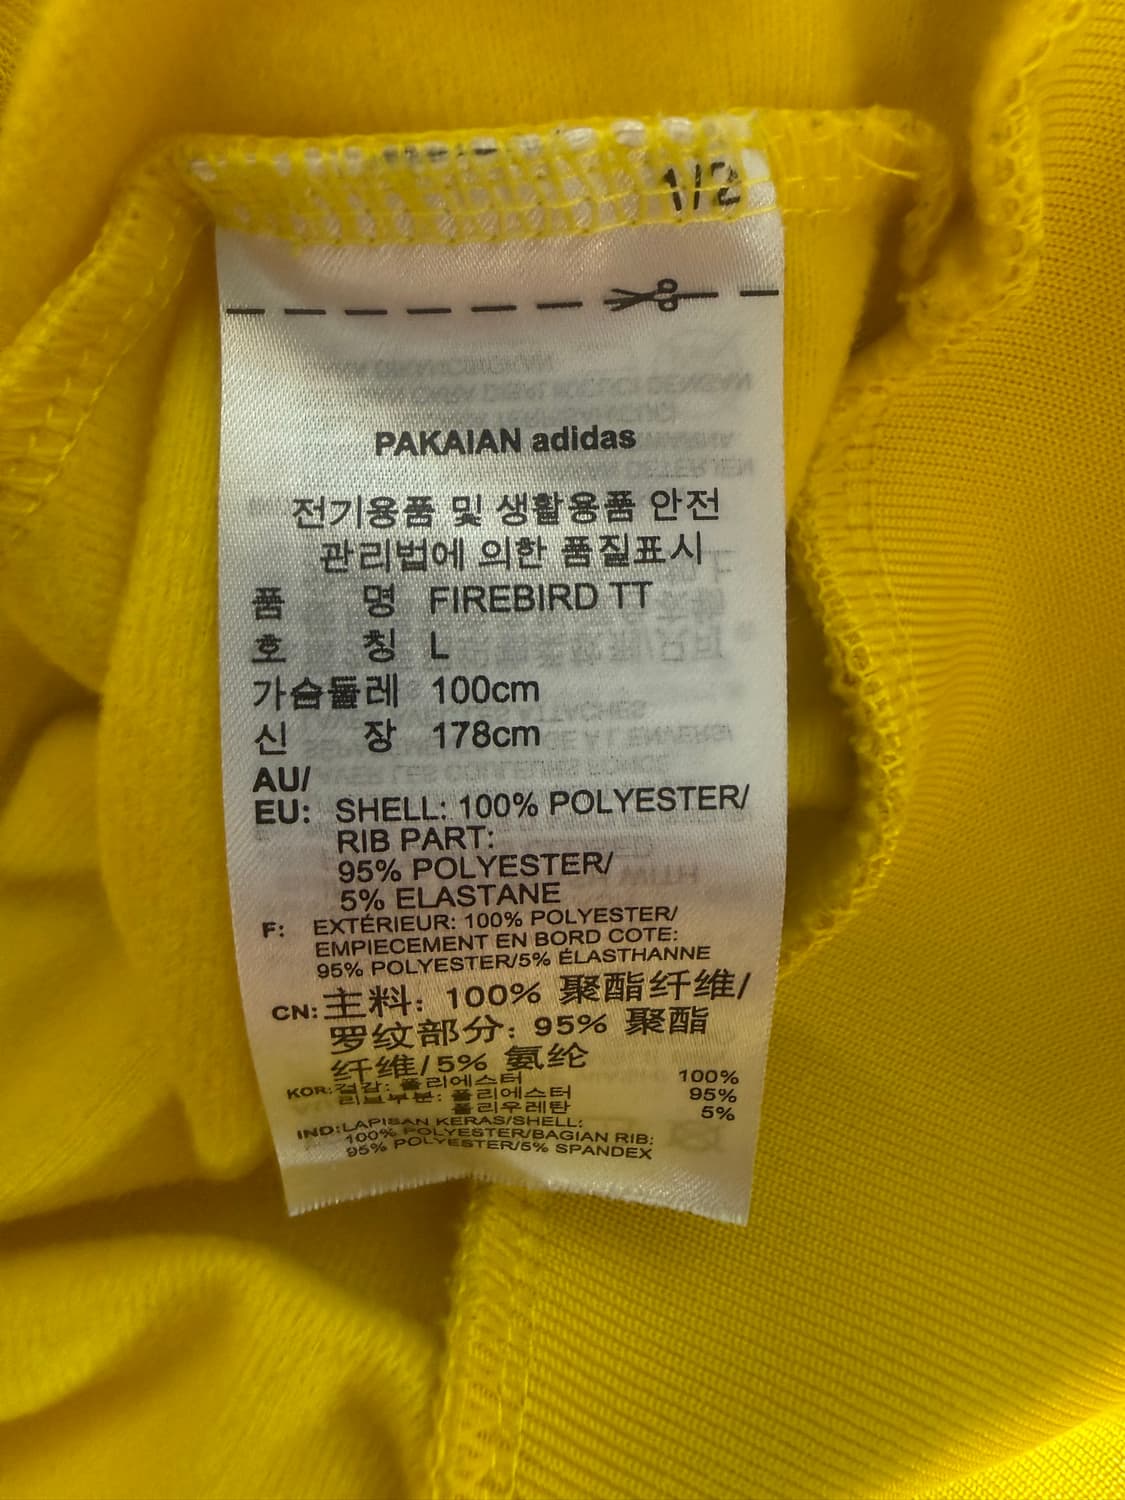 1/2
PAKAIAN adidas
전기용품 및 생활용품 안전
관리법에 의한 품질표시
품 명 FIREBIRD TT
호 칭 L
가슴둘레 100cm
신 장 178cm
AU/
EU: SHELL: 100% POLYESTER/
RIB PART:
95% POLYESTER/
5% ELASTANE
F: EXTÉRIEUR: 100% POLYESTER/
EMPIECEMENT EN BORD COTE:
95% POLYESTER/5% ÉLASTHANNE
CN: 主料: 100% 聚酯纤维/
罗纹部分: 95% 聚酯
纤维/5% 氨纶
KOR: 겉감: 폴리에스터 100%
리브부분: 폴리에스터 95%
폴리우레탄 5%
IND: LAPISAN KERAS/SHELL:
100% POLYESTER/BAGIAN RIB:
95% POLYESTER/5% SPANDEX